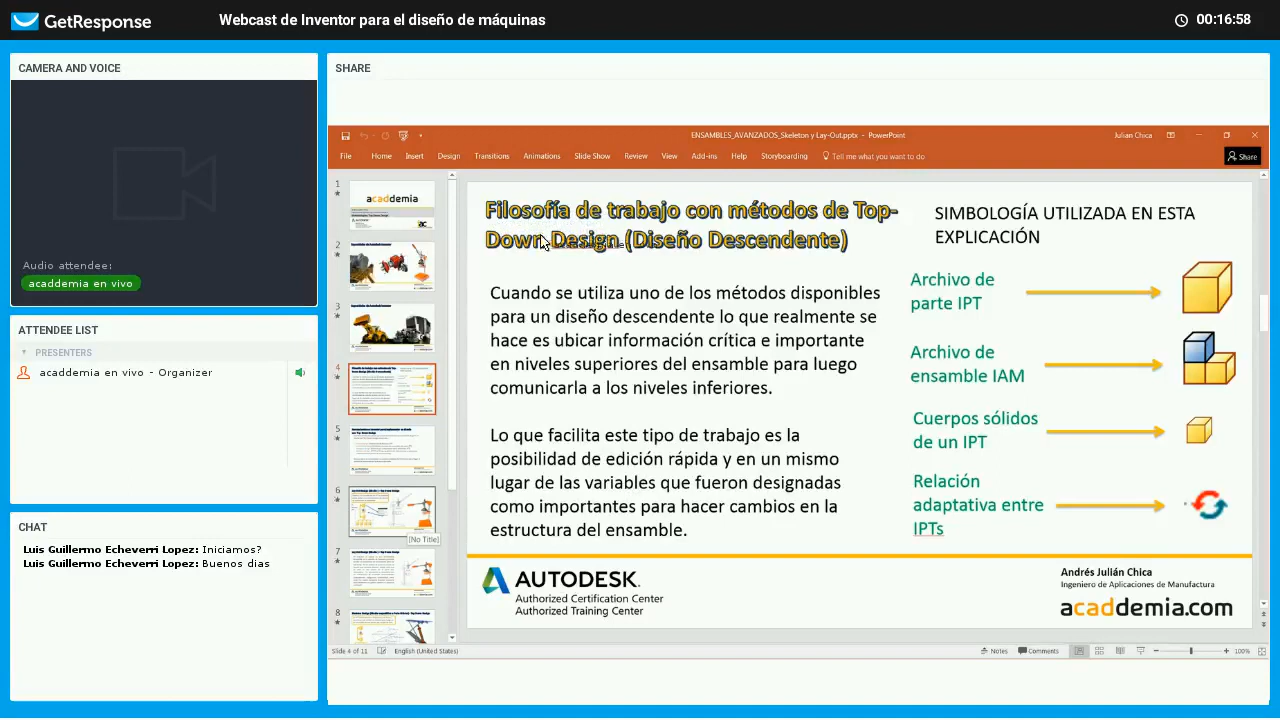 GetResponse
Webcast de Inventor para el diseño de máquinas
00:16:58
CAMERA AND VOICE
Audio attendee:
acaddemia en vivo
ATTENDEE LIST
PRESENTERS
acaddemia en vivo - Organizer
CHAT
Luis Guillermo Echeverri Lopez: Iniciamos?
Luis Guillermo Echeverri Lopez: Buenos dias
SHARE
ENSAMBLES_AVANZADOS_Skeleton y Lay-Out.pptx - PowerPoint
Julian Chica
File Home Insert Design Transitions Animations Slide Show Review View Add-ins Help Storyboarding Tell me what you want to do
Share
1
acaddemia
2
3
4
5
6
[No Title]
7
8
Filosofía de trabajo con métodos de Top-
Down Design (Diseño Descendente)
Cuando se utiliza uno de los métodos disponibles
para un diseño descendente lo que realmente se
hace es ubicar información crítica e importante
en niveles superiores del ensamble para luego
comunicarla a los niveles inferiores.
Lo que facilita este tipo de trabajo es la
posibilidad de edición rápida y en un mismo
lugar de las variables que fueron designadas
como importantes para hacer cambios en la
estructura del ensamble.
SIMBOLOGÍA UTILIZADA EN ESTA
EXPLICACIÓN
Archivo de
parte IPT
Archivo de
ensamble IAM
Cuerpos sólidos
de un IPT
Relación
adaptativa entre
IPTs
AUTODESK.
Authorized Certification Center
Authorized Training Center
Andrés Julián Chica
Ingeniero de Aplicaciones de Manufactura
acaddemia.com
Slide 4 of 11
English (United States)
Notes
Comments
100%